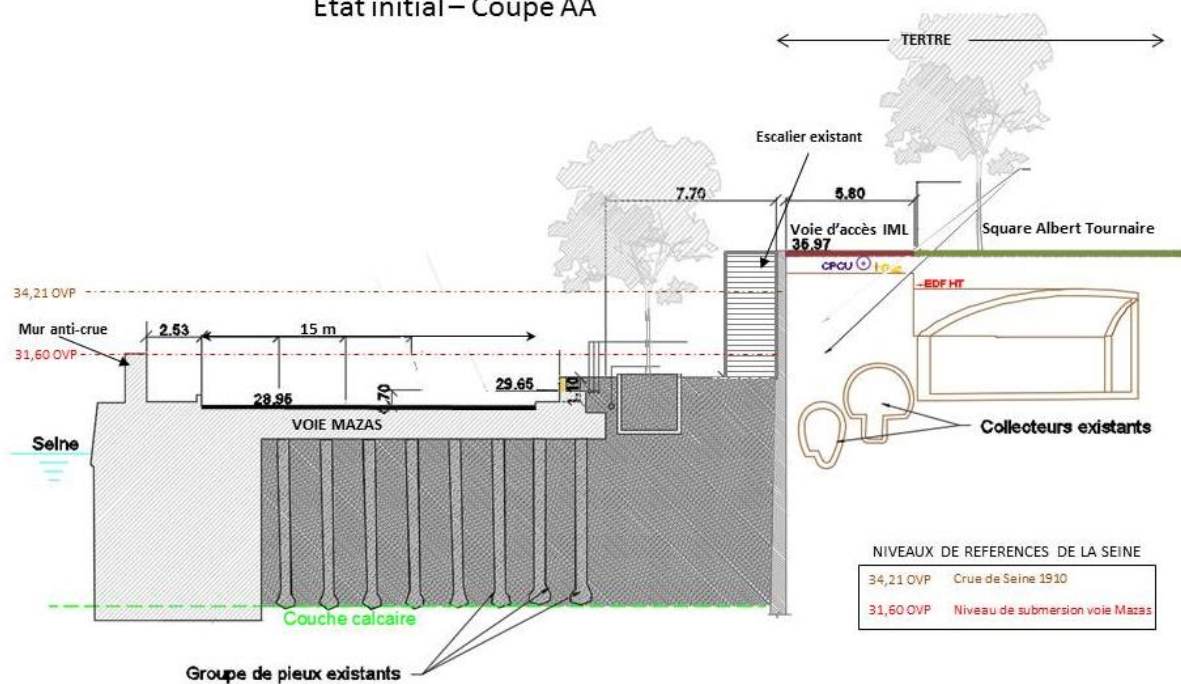 Etat initial – Coupe AA
TERTRE
Escalier existant
7.70
5.80
Voie d'accès IML
Square Albert Tournaire
35.97
CPCU
EDF HT
34,21 OVP
Mur anti-crue
2.53
15 m
31,60 OVP
28.95
0.70
29.65
VOIE MAZAS
Seine
Collecteurs existants
NIVEAUX DE REFERENCES DE LA SEINE
34,21 OVP Crue de Seine 1910
31,60 OVP Niveau de submersion voie Mazas
Couche calcaire
Groupe de pieux existants